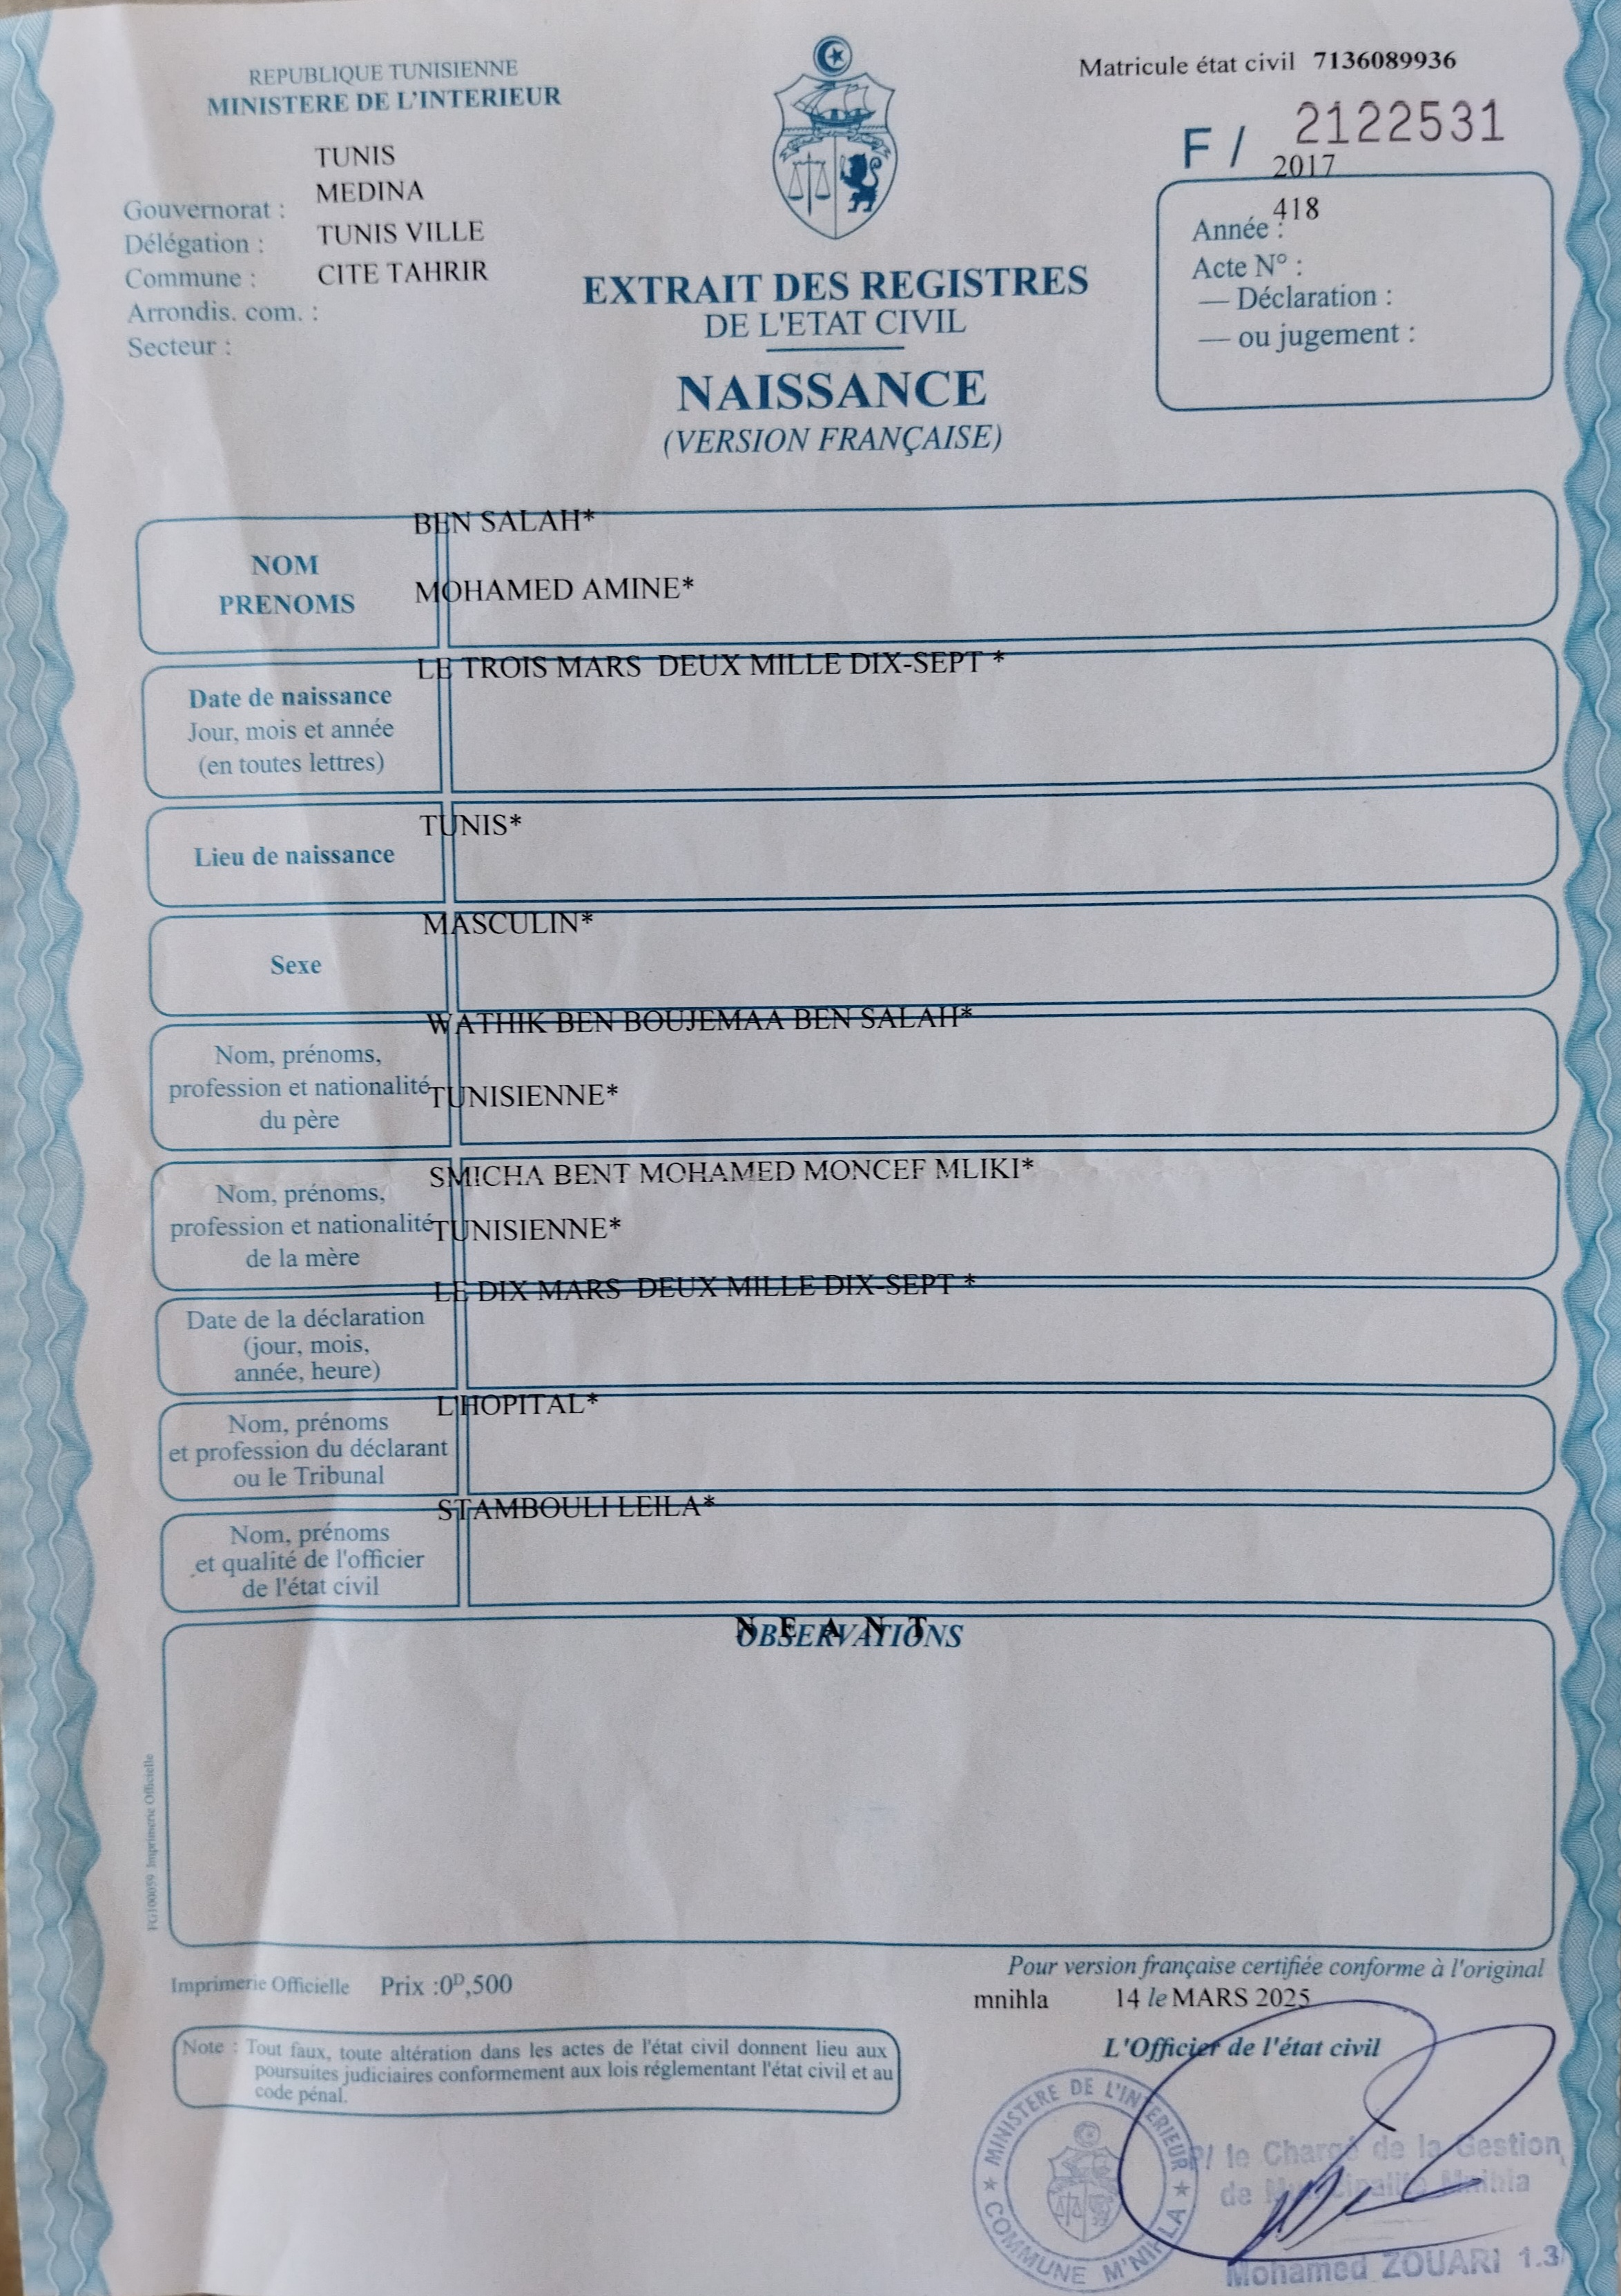 REPUBLIQUE TUNISIENNE
MINISTERE DE L'INTERIEUR
Matricule état civil 7136089936
F / 2122531
TUNIS
MEDINA
TUNIS VILLE
CITE TAHRIR
Gouvernorat :
Délégation :
Commune :
Arrondis. com. :
Secteur :
2017
418
Année :
Acte N° :
— Déclaration :
— ou jugement :
EXTRAIT DES REGISTRES
DE L'ETAT CIVIL
NAISSANCE
(VERSION FRANÇAISE)
NOM
PRENOMS
BEN SALAH*
MOHAMED AMINE*
Date de naissance
Jour, mois et année
(en toutes lettres)
LE TROIS MARS DEUX MILLE DIX-SEPT *
Lieu de naissance
TUNIS*
Sexe
MASCULIN*
Nom, prénoms,
profession et nationalité
du père
WATHIK BEN BOUJEMAA BEN SALAH*
TUNISIENNE*
Nom, prénoms,
profession et nationalité
de la mère
SMICHA BENT MOHAMED MONCEF MLIKI*
TUNISIENNE*
Date de la déclaration
(jour, mois,
année, heure)
LE DIX MARS DEUX MILLE DIX-SEPT *
Nom, prénoms
et profession du déclarant
ou le Tribunal
L'HOPITAL*
Nom, prénoms
et qualité de l'officier
de l'état civil
STAMBOULI LEILA*
N E A N T
OBSERVATIONS
FG100059 Imprimerie Officielle
Imprimerie Officielle Prix :0ᴰ,500
Note : Tout faux, toute altération dans les actes de l'état civil donnent lieu aux
poursuites judiciaires conformement aux lois réglementant l'état civil et au
code pénal.
Pour version française certifiée conforme à l'original
mnihla 14 le MARS 2025
L'Officier de l'état civil
MINISTERE DE L'INTERIEUR
COMMUNE M'NIHLA
P/ le Chargé de la Gestion
de Municipalité Mnihla
Mohamed ZOUARI 1.3